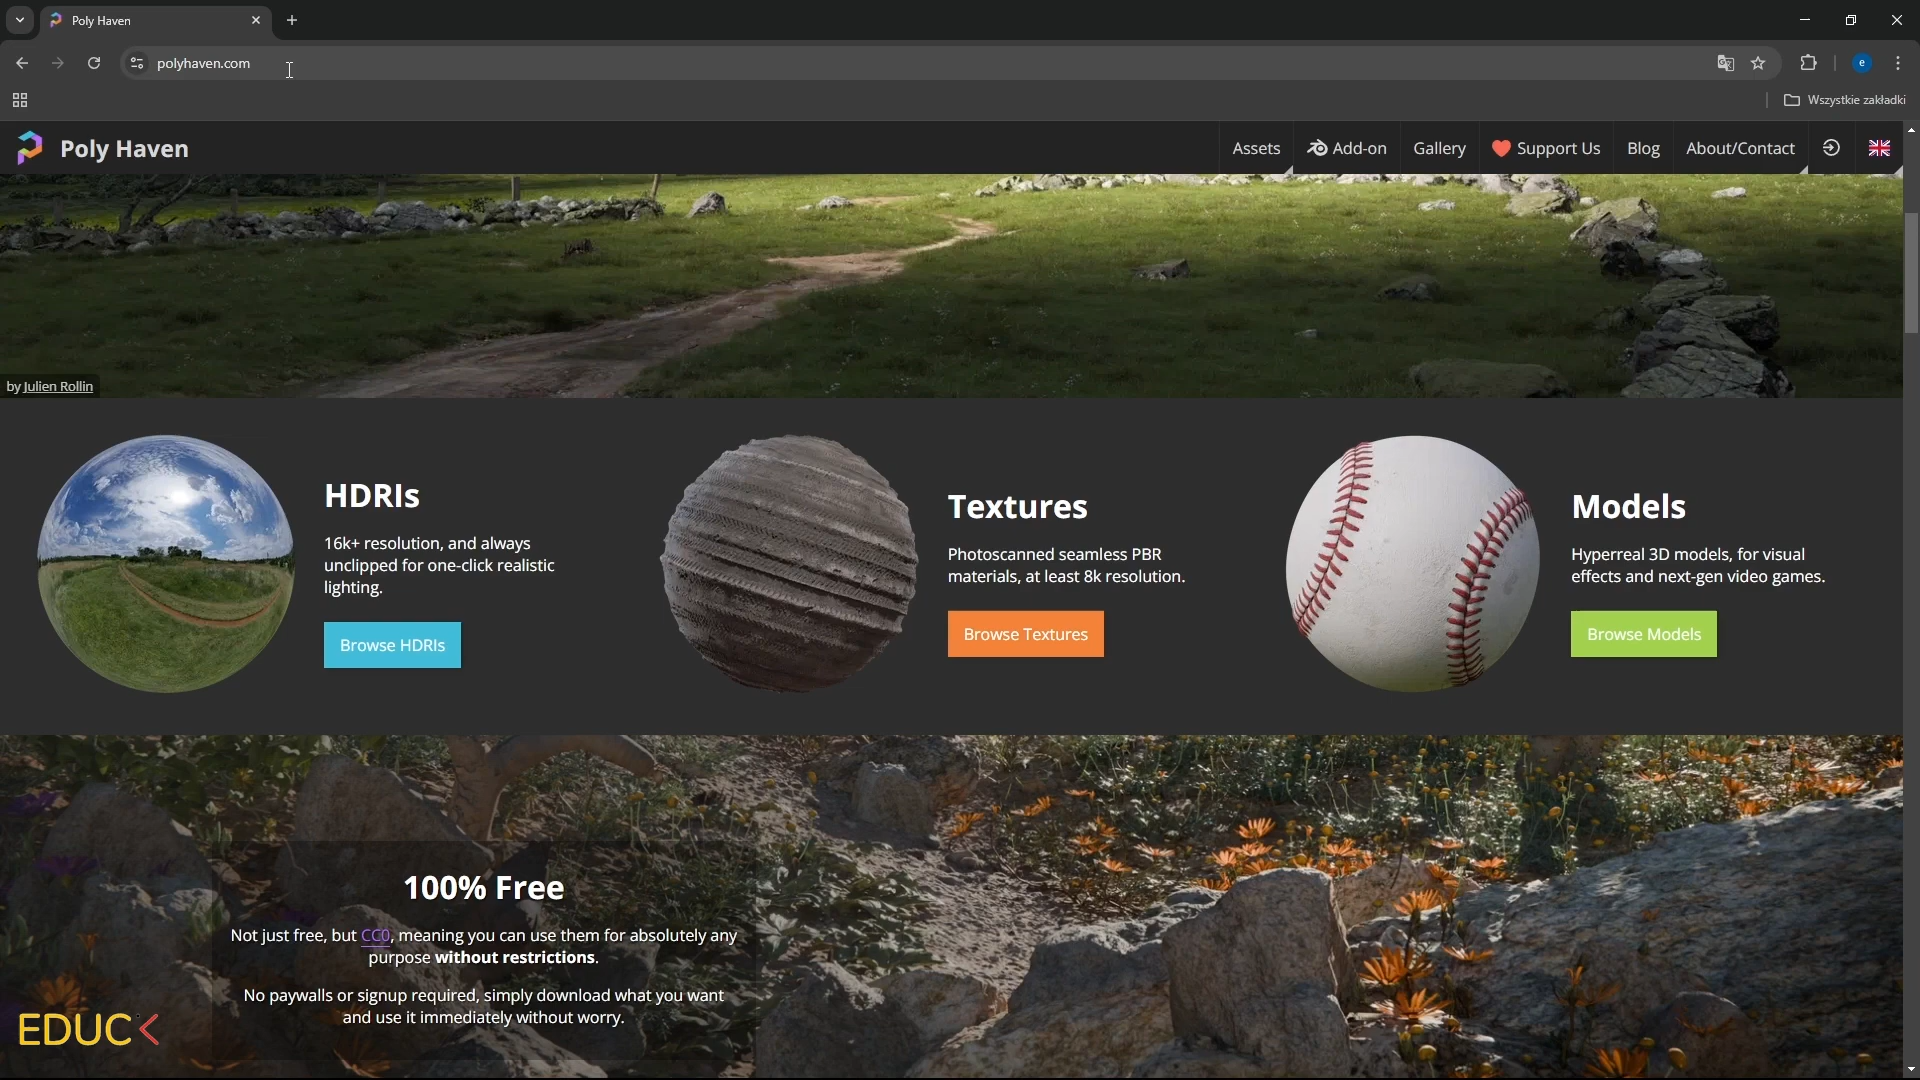 Poly Haven
polyhaven.com
e
Wszystkie zakładki
Poly Haven
Assets
Add-on
Gallery
Support Us
Blog
About/Contact
by Julien Rollin
HDRIs
16k+ resolution, and always
unclipped for one-click realistic
lighting.
Browse HDRIs
Textures
Photoscanned seamless PBR
materials, at least 8k resolution.
Browse Textures
Models
Hyperreal 3D models, for visual
effects and next-gen video games.
Browse Models
100% Free
Not just free, but CC0, meaning you can use them for absolutely any
purpose without restrictions.
No paywalls or signup required, simply download what you want
and use it immediately without worry.
EDUC